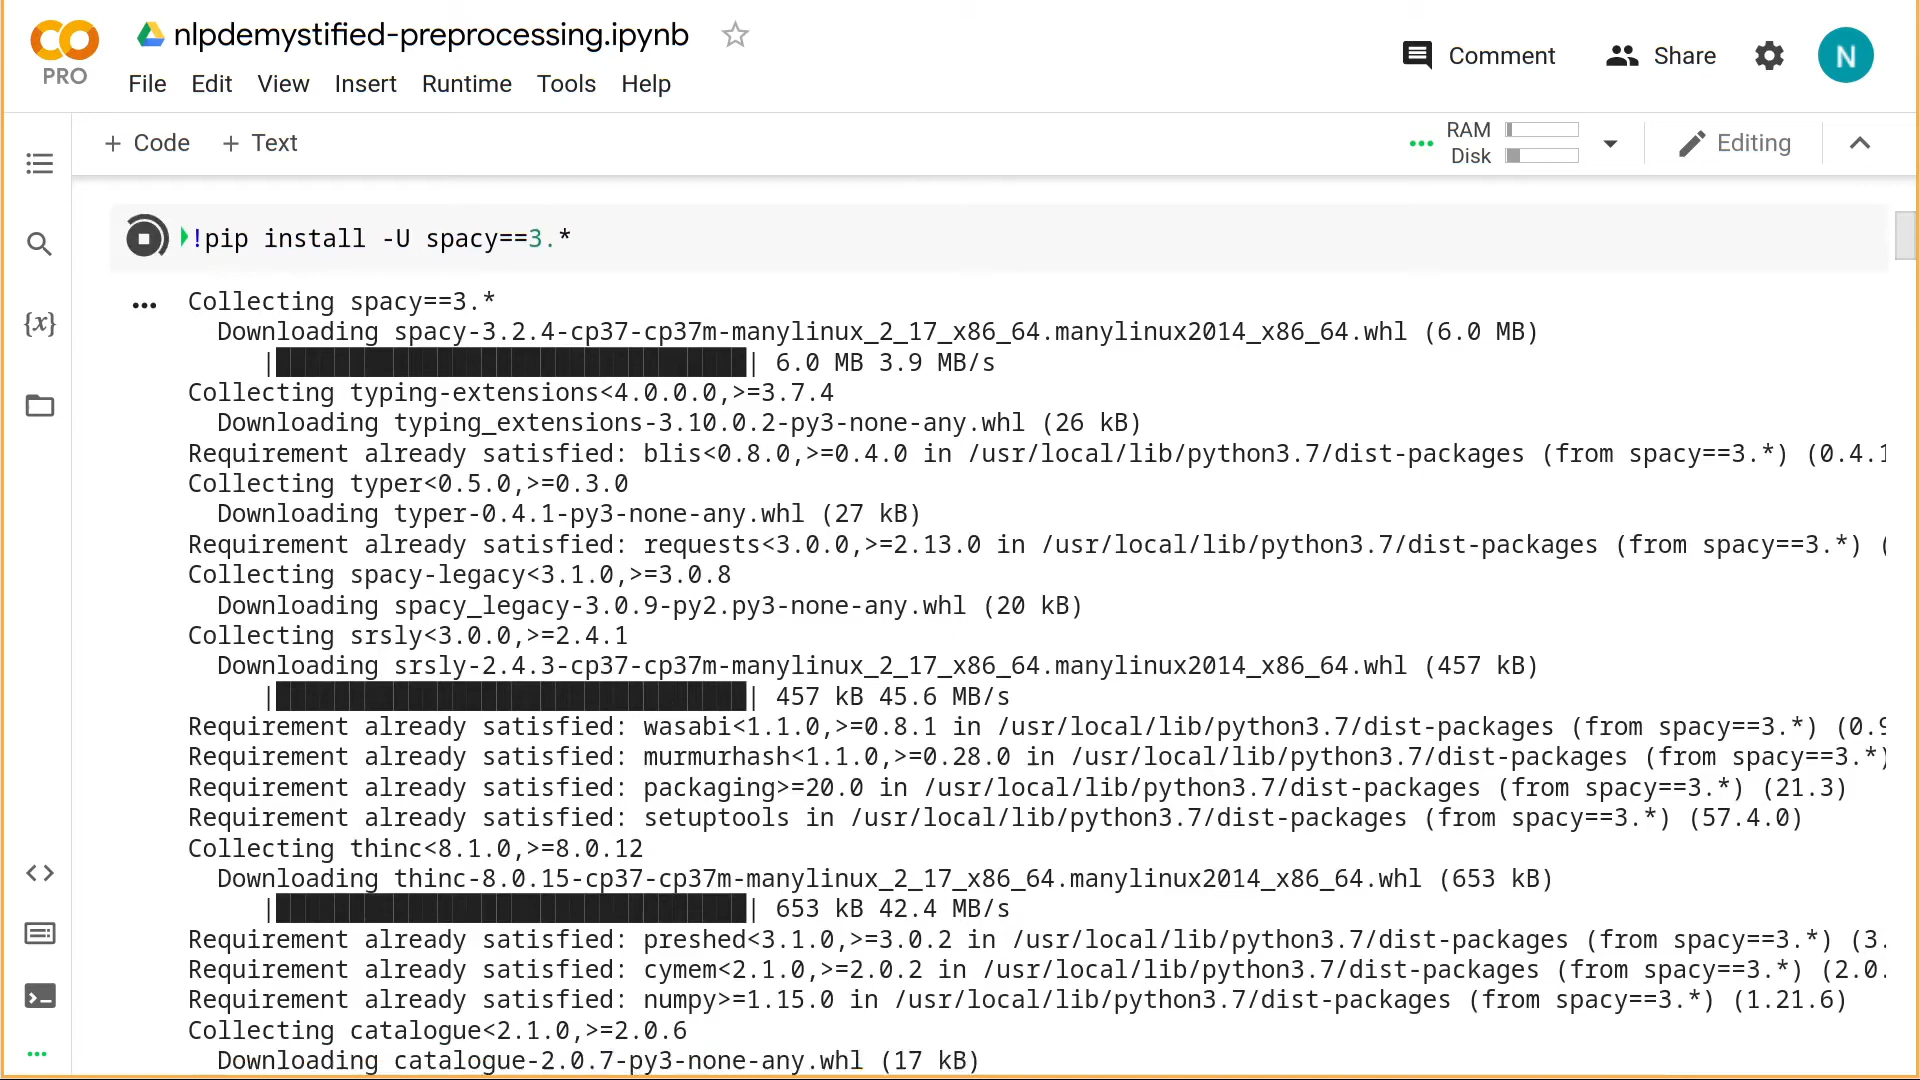 nlpdemystified-preprocessing.ipynb
PRO
File Edit View Insert Runtime Tools Help
Comment Share N
+ Code + Text
RAM
Disk
Editing
{x}
!pip install -U spacy==3.*
Collecting spacy==3.*
Downloading spacy-3.2.4-cp37-cp37m-manylinux_2_17_x86_64.manylinux2014_x86_64.whl (6.0 MB)
|████████████████████████████████| 6.0 MB 3.9 MB/s
Collecting typing-extensions<4.0.0.0,>=3.7.4
Downloading typing_extensions-3.10.0.2-py3-none-any.whl (26 kB)
Requirement already satisfied: blis<0.8.0,>=0.4.0 in /usr/local/lib/python3.7/dist-packages (from spacy==3.*) (0.4.1
Collecting typer<0.5.0,>=0.3.0
Downloading typer-0.4.1-py3-none-any.whl (27 kB)
Requirement already satisfied: requests<3.0.0,>=2.13.0 in /usr/local/lib/python3.7/dist-packages (from spacy==3.*) (
Collecting spacy-legacy<3.1.0,>=3.0.8
Downloading spacy_legacy-3.0.9-py2.py3-none-any.whl (20 kB)
Collecting srsly<3.0.0,>=2.4.1
Downloading srsly-2.4.3-cp37-cp37m-manylinux_2_17_x86_64.manylinux2014_x86_64.whl (457 kB)
|████████████████████████████████| 457 kB 45.6 MB/s
Requirement already satisfied: wasabi<1.1.0,>=0.8.1 in /usr/local/lib/python3.7/dist-packages (from spacy==3.*) (0.9
Requirement already satisfied: murmurhash<1.1.0,>=0.28.0 in /usr/local/lib/python3.7/dist-packages (from spacy==3.*)
Requirement already satisfied: packaging>=20.0 in /usr/local/lib/python3.7/dist-packages (from spacy==3.*) (21.3)
Requirement already satisfied: setuptools in /usr/local/lib/python3.7/dist-packages (from spacy==3.*) (57.4.0)
Collecting thinc<8.1.0,>=8.0.12
Downloading thinc-8.0.15-cp37-cp37m-manylinux_2_17_x86_64.manylinux2014_x86_64.whl (653 kB)
|████████████████████████████████| 653 kB 42.4 MB/s
Requirement already satisfied: preshed<3.1.0,>=3.0.2 in /usr/local/lib/python3.7/dist-packages (from spacy==3.*) (3.
Requirement already satisfied: cymem<2.1.0,>=2.0.2 in /usr/local/lib/python3.7/dist-packages (from spacy==3.*) (2.0.
Requirement already satisfied: numpy>=1.15.0 in /usr/local/lib/python3.7/dist-packages (from spacy==3.*) (1.21.6)
Collecting catalogue<2.1.0,>=2.0.6
Downloading catalogue-2.0.7-py3-none-any.whl (17 kB)